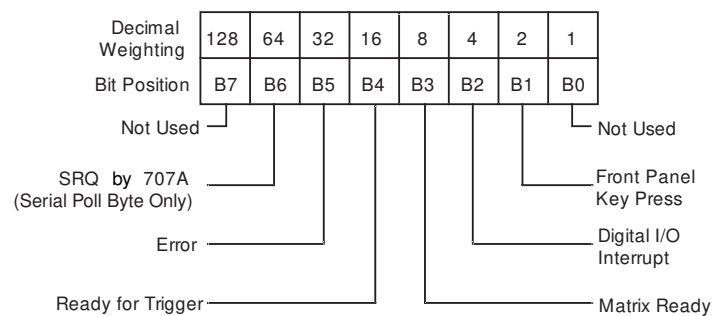 Decimal Weighting 128 64 32 16 8 4 2 1
Bit Position B7 B6 B5 B4 B3 B2 B1 B0
Not Used
Not Used
SRQ by 707A
(Serial Poll Byte Only)
Front Panel
Key Press
Error
Digital I/O
Interrupt
Ready for Trigger
Matrix Ready